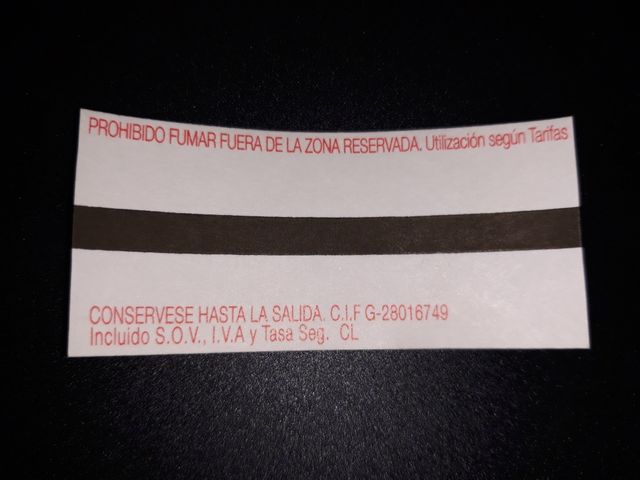 PROHIBIDO FUMAR FUERA DE LA ZONA RESERVADA. Utilización según Tarifas
CONSERVESE HASTA LA SALIDA. C.I.F G-28016749
Incluido S.O.V., I.V.A y Tasa Seg. CL